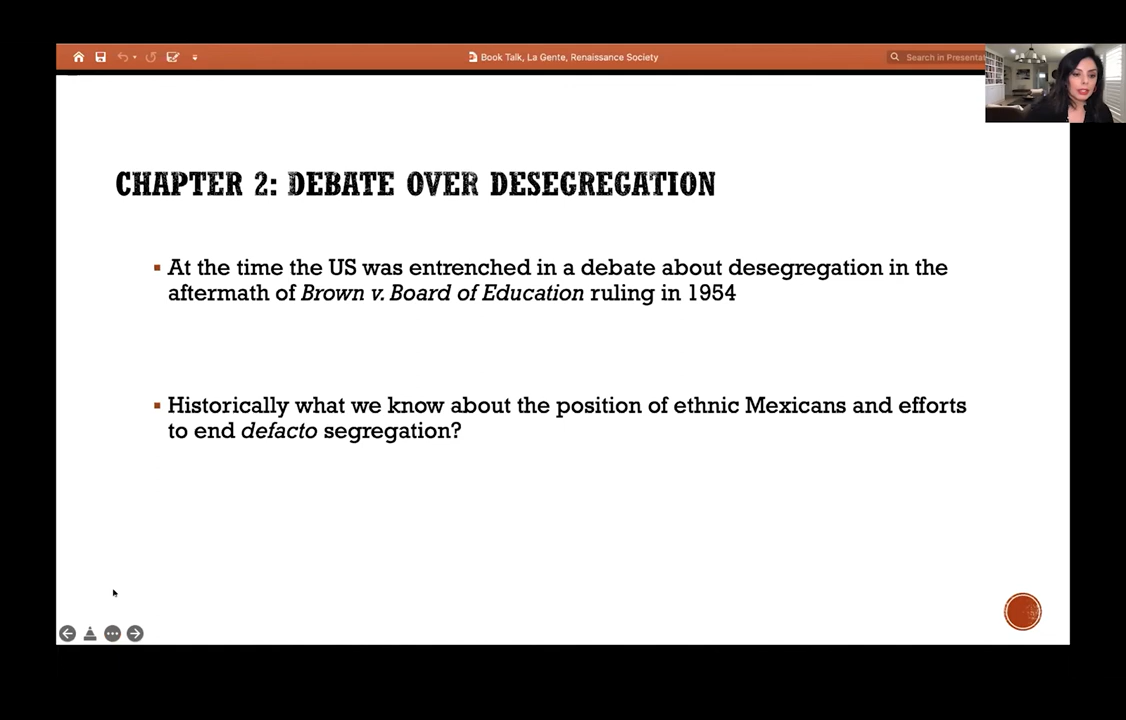 Book Talk, La Gente, Renaissance Society
Search in Presentat
CHAPTER 2: DEBATE OVER DESEGREGATION
▪ At the time the US was entrenched in a debate about desegregation in the
aftermath of Brown v. Board of Education ruling in 1954
▪ Historically what we know about the position of ethnic Mexicans and efforts
to end defacto segregation?